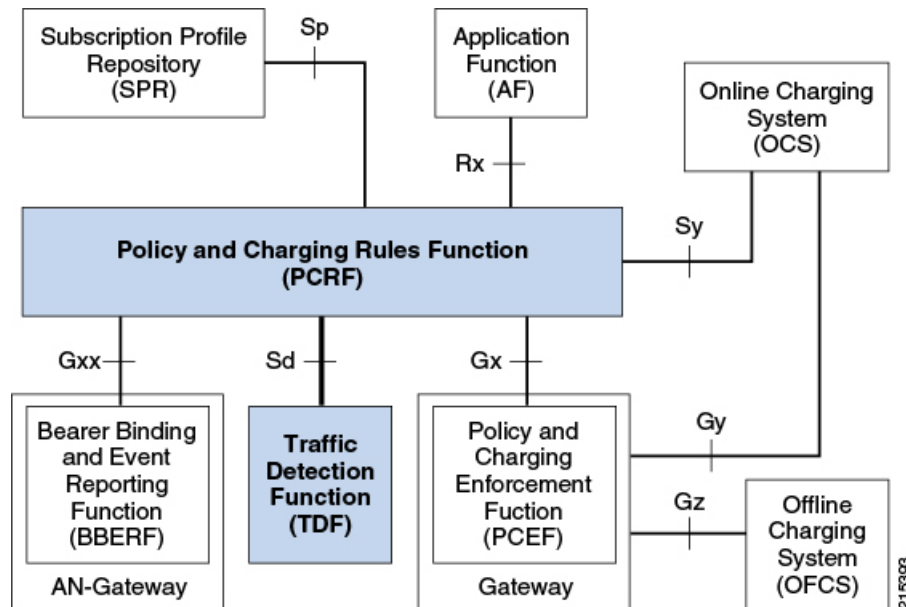 Subscription Profile
Repository
(SPR)
Sp
Application
Function
(AF)
Online Charging
System
(OCS)
Rx
Policy and Charging Rules Function
(PCRF)
Sy
Gxx
Sd
Gx
Bearer Binding
and Event
Reporting
Function
(BBERF)
AN-Gateway
Traffic
Detection
Function
(TDF)
Policy and
Charging
Enforcement
Fuction
(PCEF)
Gateway
Gy
Gz
Offline
Charging
System
(OFCS)